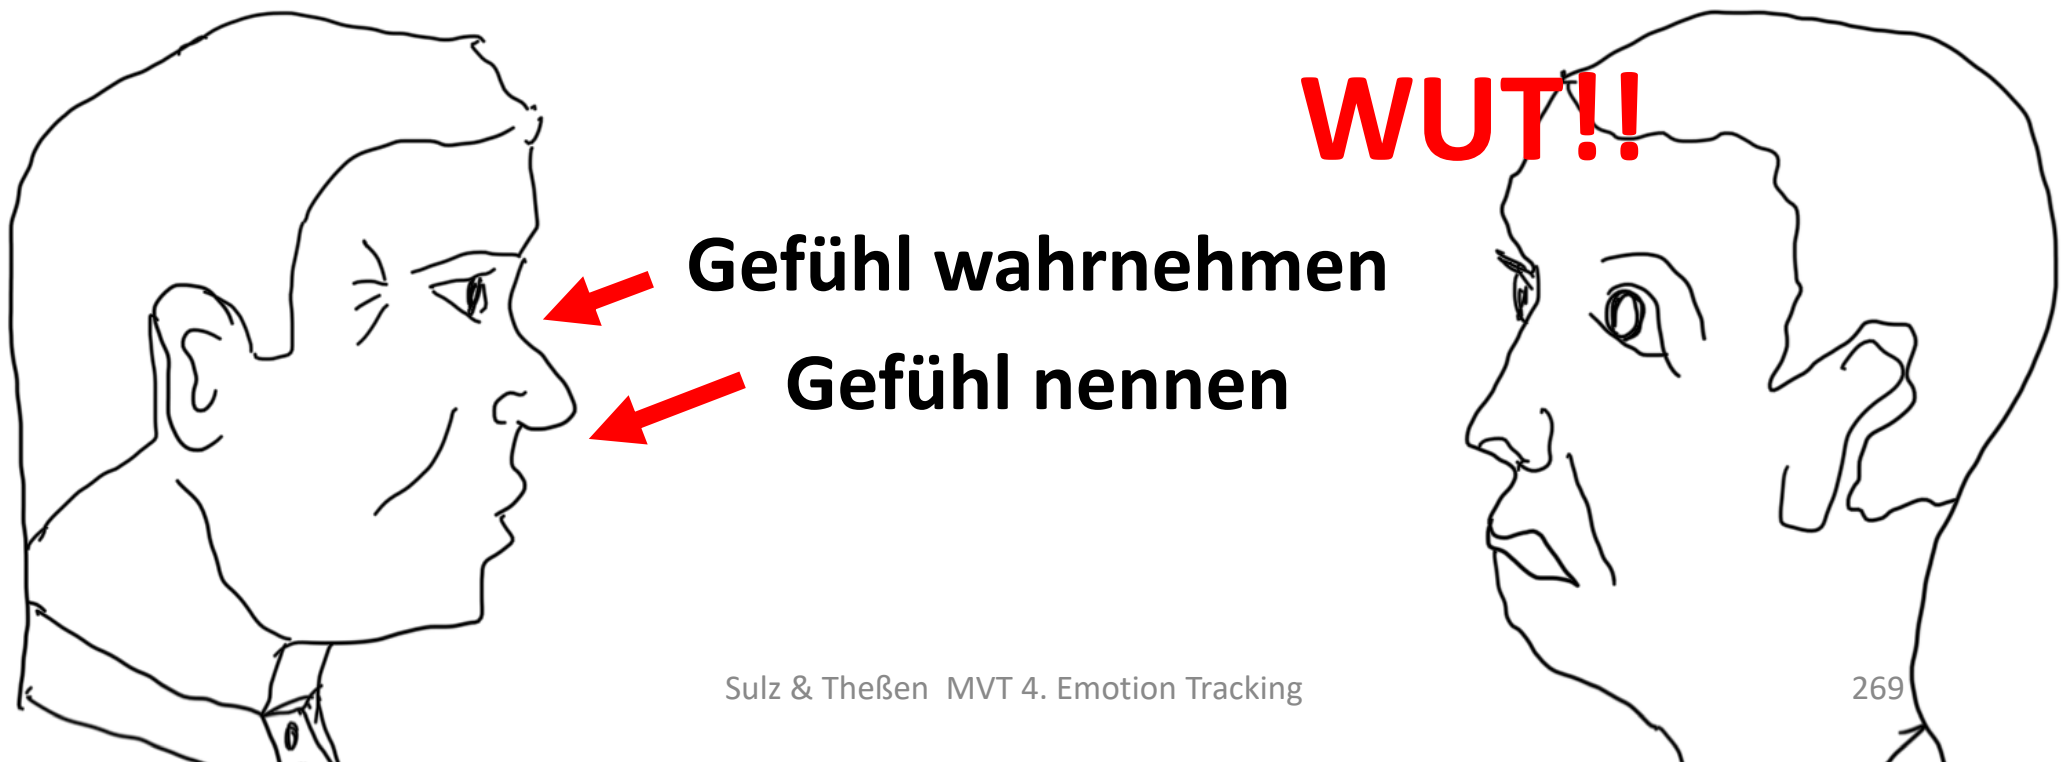 WUT!!
Gefühl wahrnehmen
Gefühl nennen
Sulz & Theßen  MVT 4. Emotion Tracking
269